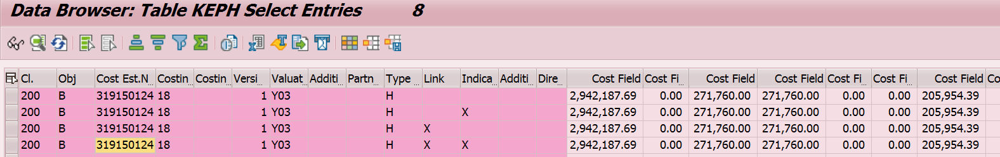 Data Browser: Table KEPH Select Entries 8
Cl. Obj Cost Est.N... Costin... Costin... Versi... Valuat... Additi... Partn... Type ... Link Indica... Additi... Dire... Cost Field Cost Fi... Cost Field Cost Field Cost Fi... Cost Fi... Cost Field Co
200 B 319150124 18 1 Y03 H 2,942,187.69 0.00 271,760.00 271,760.00 0.00 0.00 205,954.39
200 B 319150124 18 1 Y03 H X 2,942,187.69 0.00 271,760.00 271,760.00 0.00 0.00 205,954.39
200 B 319150124 18 1 Y03 H X 2,942,187.69 0.00 271,760.00 271,760.00 0.00 0.00 205,954.39
200 B 319150124 18 1 Y03 H X X 2,942,187.69 0.00 271,760.00 271,760.00 0.00 0.00 205,954.39